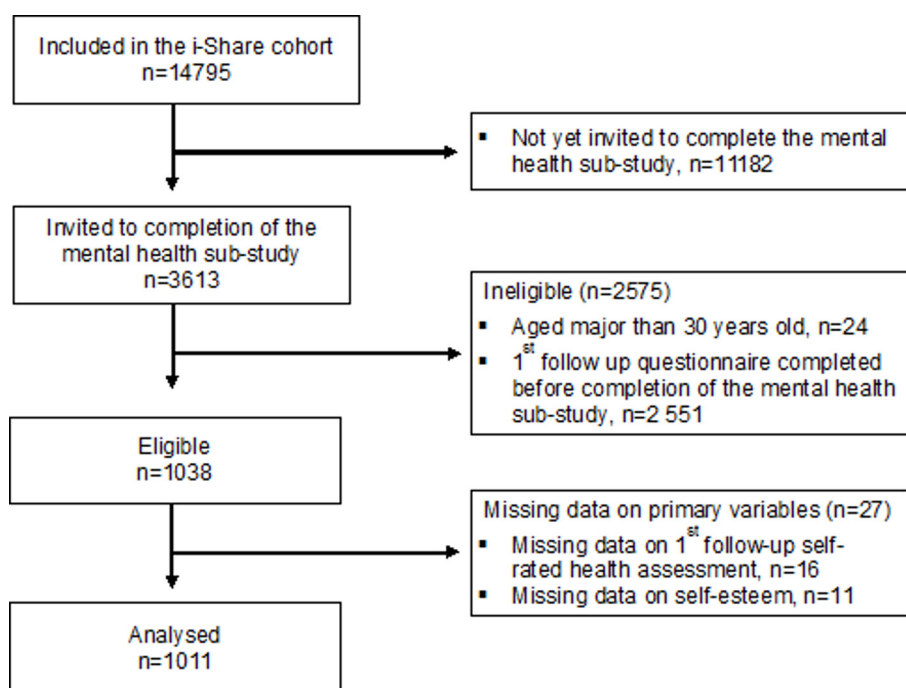 Included in the i-Share cohort
n=14795
▪ Not yet invited to complete the mental
health sub-study, n=11182
Invited to completion of the
mental health sub-study
n=3613
Ineligible (n=2575)
▪ Aged major than 30 years old, n=24
▪ 1st follow up questionnaire completed
before completion of the mental health
sub-study, n=2 551
Eligible
n=1038
Missing data on primary variables (n=27)
▪ Missing data on 1st follow-up self-
rated health assessment, n=16
▪ Missing data on self-esteem, n=11
Analysed
n=1011